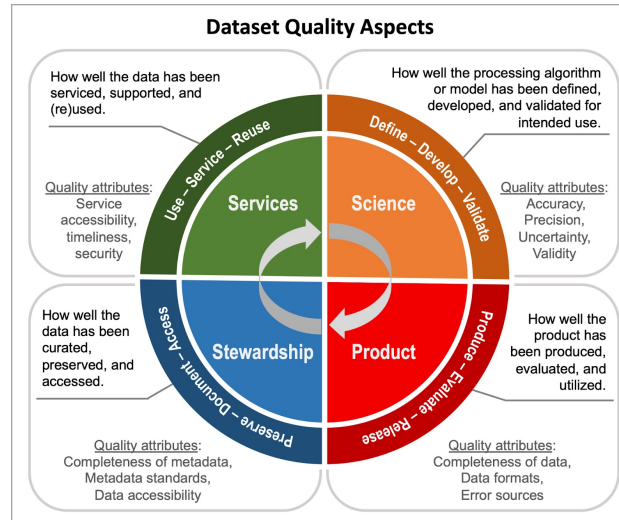 Dataset Quality Aspects
How well the data has been
serviced, supported, and
(re)used.
How well the processing algorithm
or model has been defined,
developed, and validated for
intended use.
Use – Service – Reuse
Define – Develop – Validate
Quality attributes:
Service
accessibility,
timeliness,
security
Services
Science
Quality attributes:
Accuracy,
Precision,
Uncertainty,
Validity
How well the
data has been
curated,
preserved, and
accessed.
Stewardship
Product
How well the
product has
been produced,
evaluated, and
utilized.
Preserve – Document – Access
Produce – Evaluate – Release
Quality attributes:
Completeness of metadata,
Metadata standards,
Data accessibility
Quality attributes:
Completeness of data,
Data formats,
Error sources